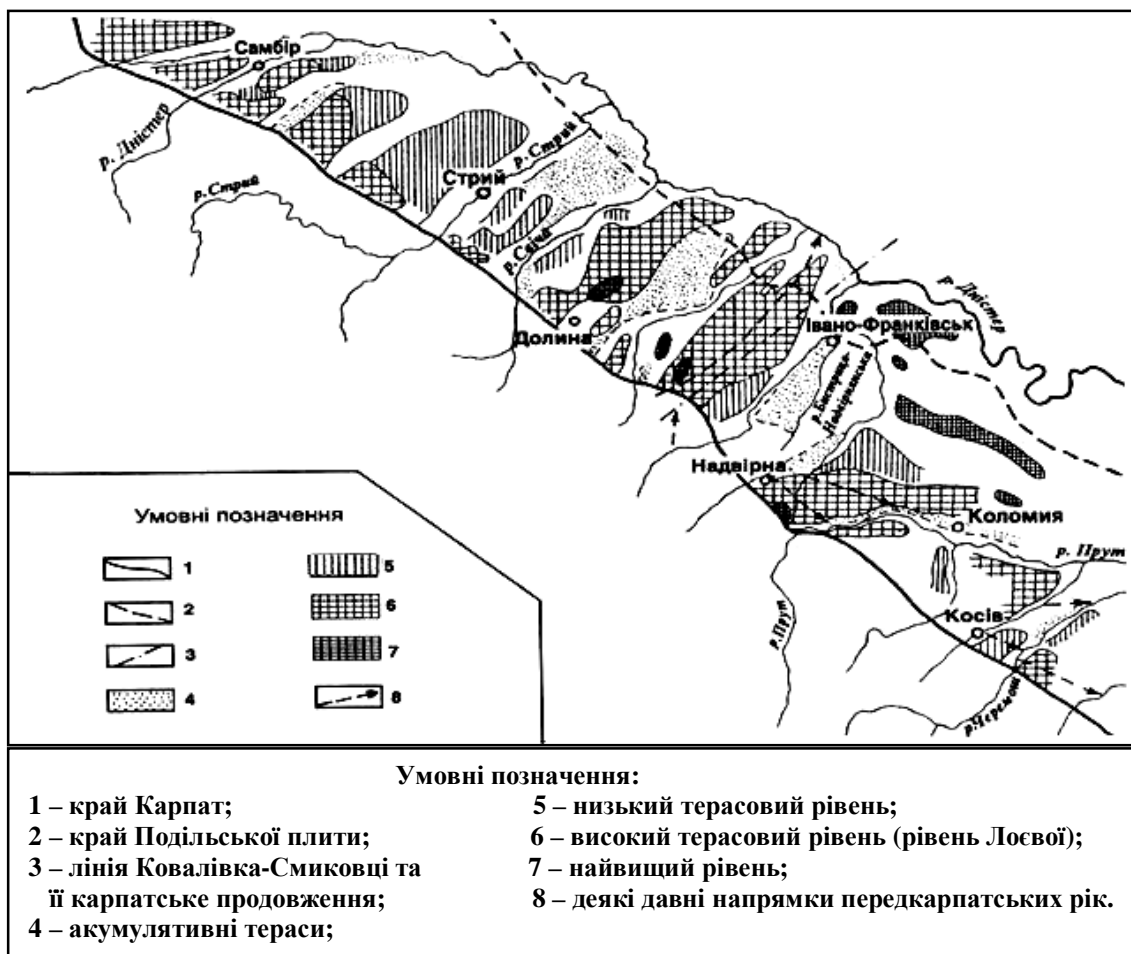 Самбір
р. Дністер
р. Стрий
Стрий
р. Стрий
р. Свіча
Долина
р. Дністер
Івано-Франківськ
р. Бистриця-
Надвірнянська
Надвірна
Коломия
р. Прут
р. Прут
Косів
р. Черемош
Умовні позначення
1
2
3
4
5
6
7
8
Умовні позначення:
1 – край Карпат;
2 – край Подільської плити;
3 – лінія Ковалівка-Смиковці та
її карпатське продовження;
4 – акумулятивні тераси;
5 – низький терасовий рівень;
6 – високий терасовий рівень (рівень Лоєвої);
7 – найвищий рівень;
8 – деякі давні напрямки передкарпатських рік.